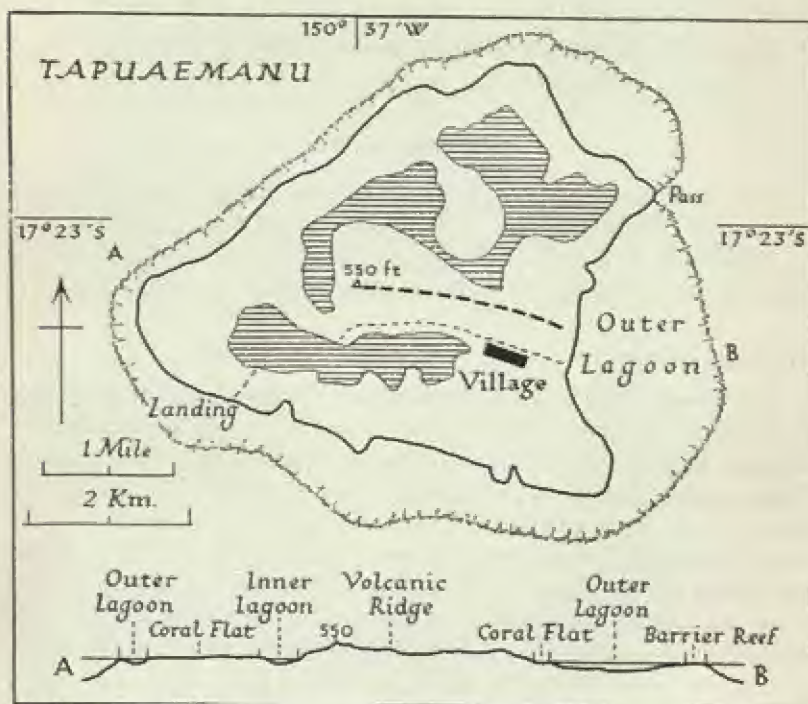 150° 37´W
TAPUAEMANU
Pass
17°23´S
17°23´S
A
550 ft
Outer
Lagoon
B
Village
Landing
1 Mile
2 Km.
Outer
Lagoon
Inner
Lagoon
Volcanic
Ridge
Outer
Lagoon
Coral Flat
550
Coral Flat
Barrier Reef
A
B